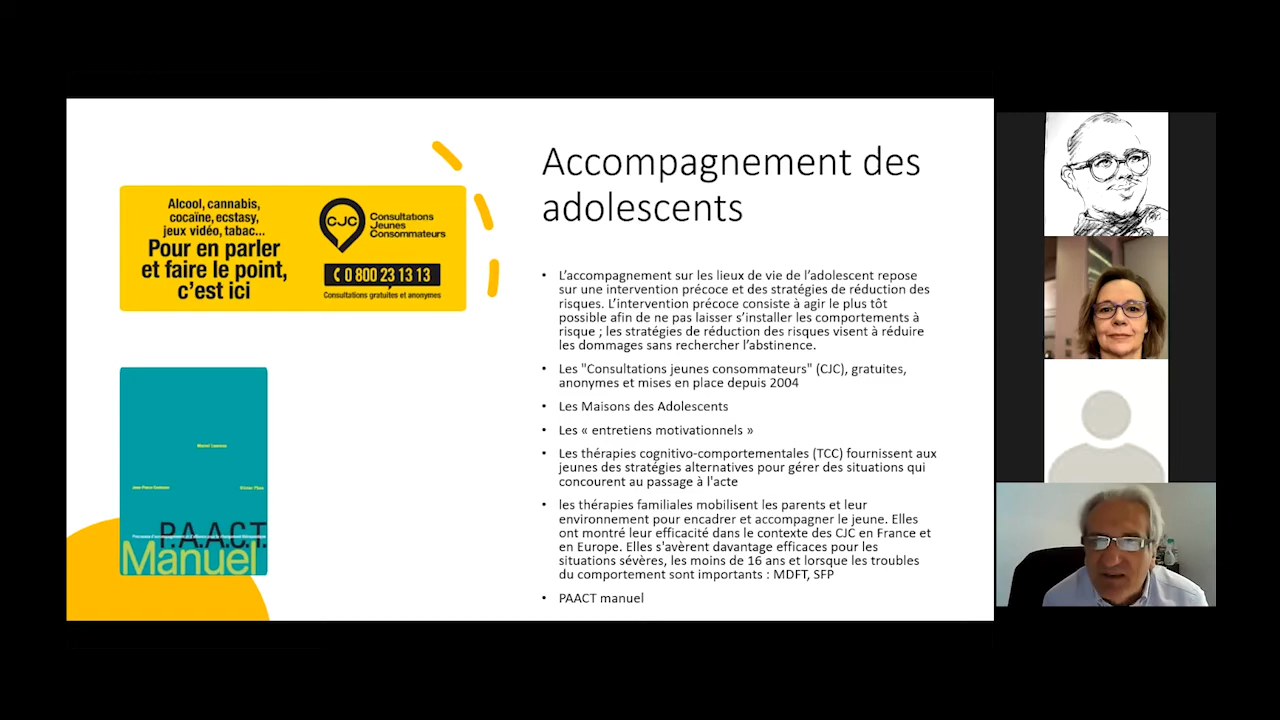 Alcool, cannabis,
cocaïne, ecstasy,
jeux vidéo, tabac...
Pour en parler
et faire le point,
c'est ici
CJC
Consultations
Jeunes
Consommateurs
0 800 23 13 13
Consultations gratuites et anonymes
P.A.A.C.T.
Manuel
Accompagnement des
adolescents
• L'accompagnement sur les lieux de vie de l'adolescent repose
sur une intervention précoce et des stratégies de réduction des
risques. L'intervention précoce consiste à agir le plus tôt
possible afin de ne pas laisser s'installer les comportements à
risque ; les stratégies de réduction des risques visent à réduire
les dommages sans rechercher l'abstinence.
• Les "Consultations jeunes consommateurs" (CJC), gratuites,
anonymes et mises en place depuis 2004
• Les Maisons des Adolescents
• Les « entretiens motivationnels »
• Les thérapies cognitivo-comportementales (TCC) fournissent aux
jeunes des stratégies alternatives pour gérer des situations qui
concourent au passage à l'acte
• les thérapies familiales mobilisent les parents et leur
environnement pour encadrer et accompagner le jeune. Elles
ont montré leur efficacité dans le contexte des CJC en France et
en Europe. Elles s'avèrent davantage efficaces pour les
situations sévères, les moins de 16 ans et lorsque les troubles
du comportement sont importants : MDFT, SFP
• PAACT manuel